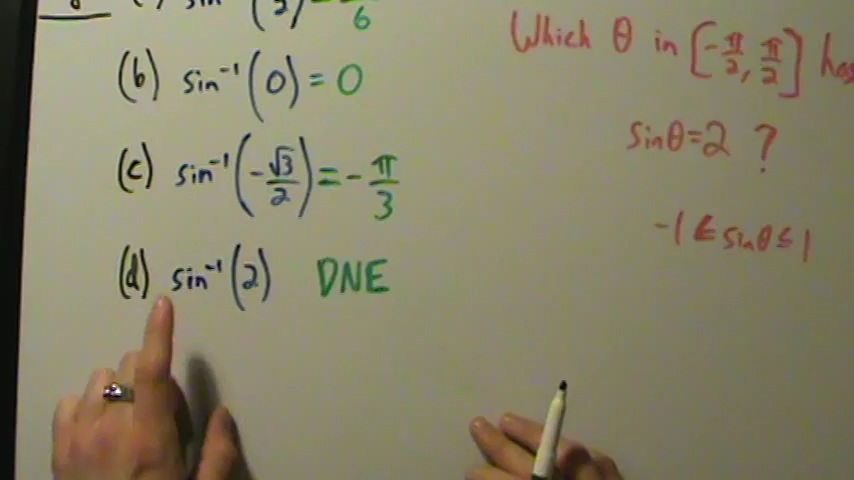 sin
(b) sin⁻¹(0) = 0
(c) sin⁻¹(-√3/2) = -π/3
(d) sin⁻¹(2) DNE
Which θ in [-π/2, π/2] has
sinθ=2 ?
-1 ≤ sinθ ≤ 1